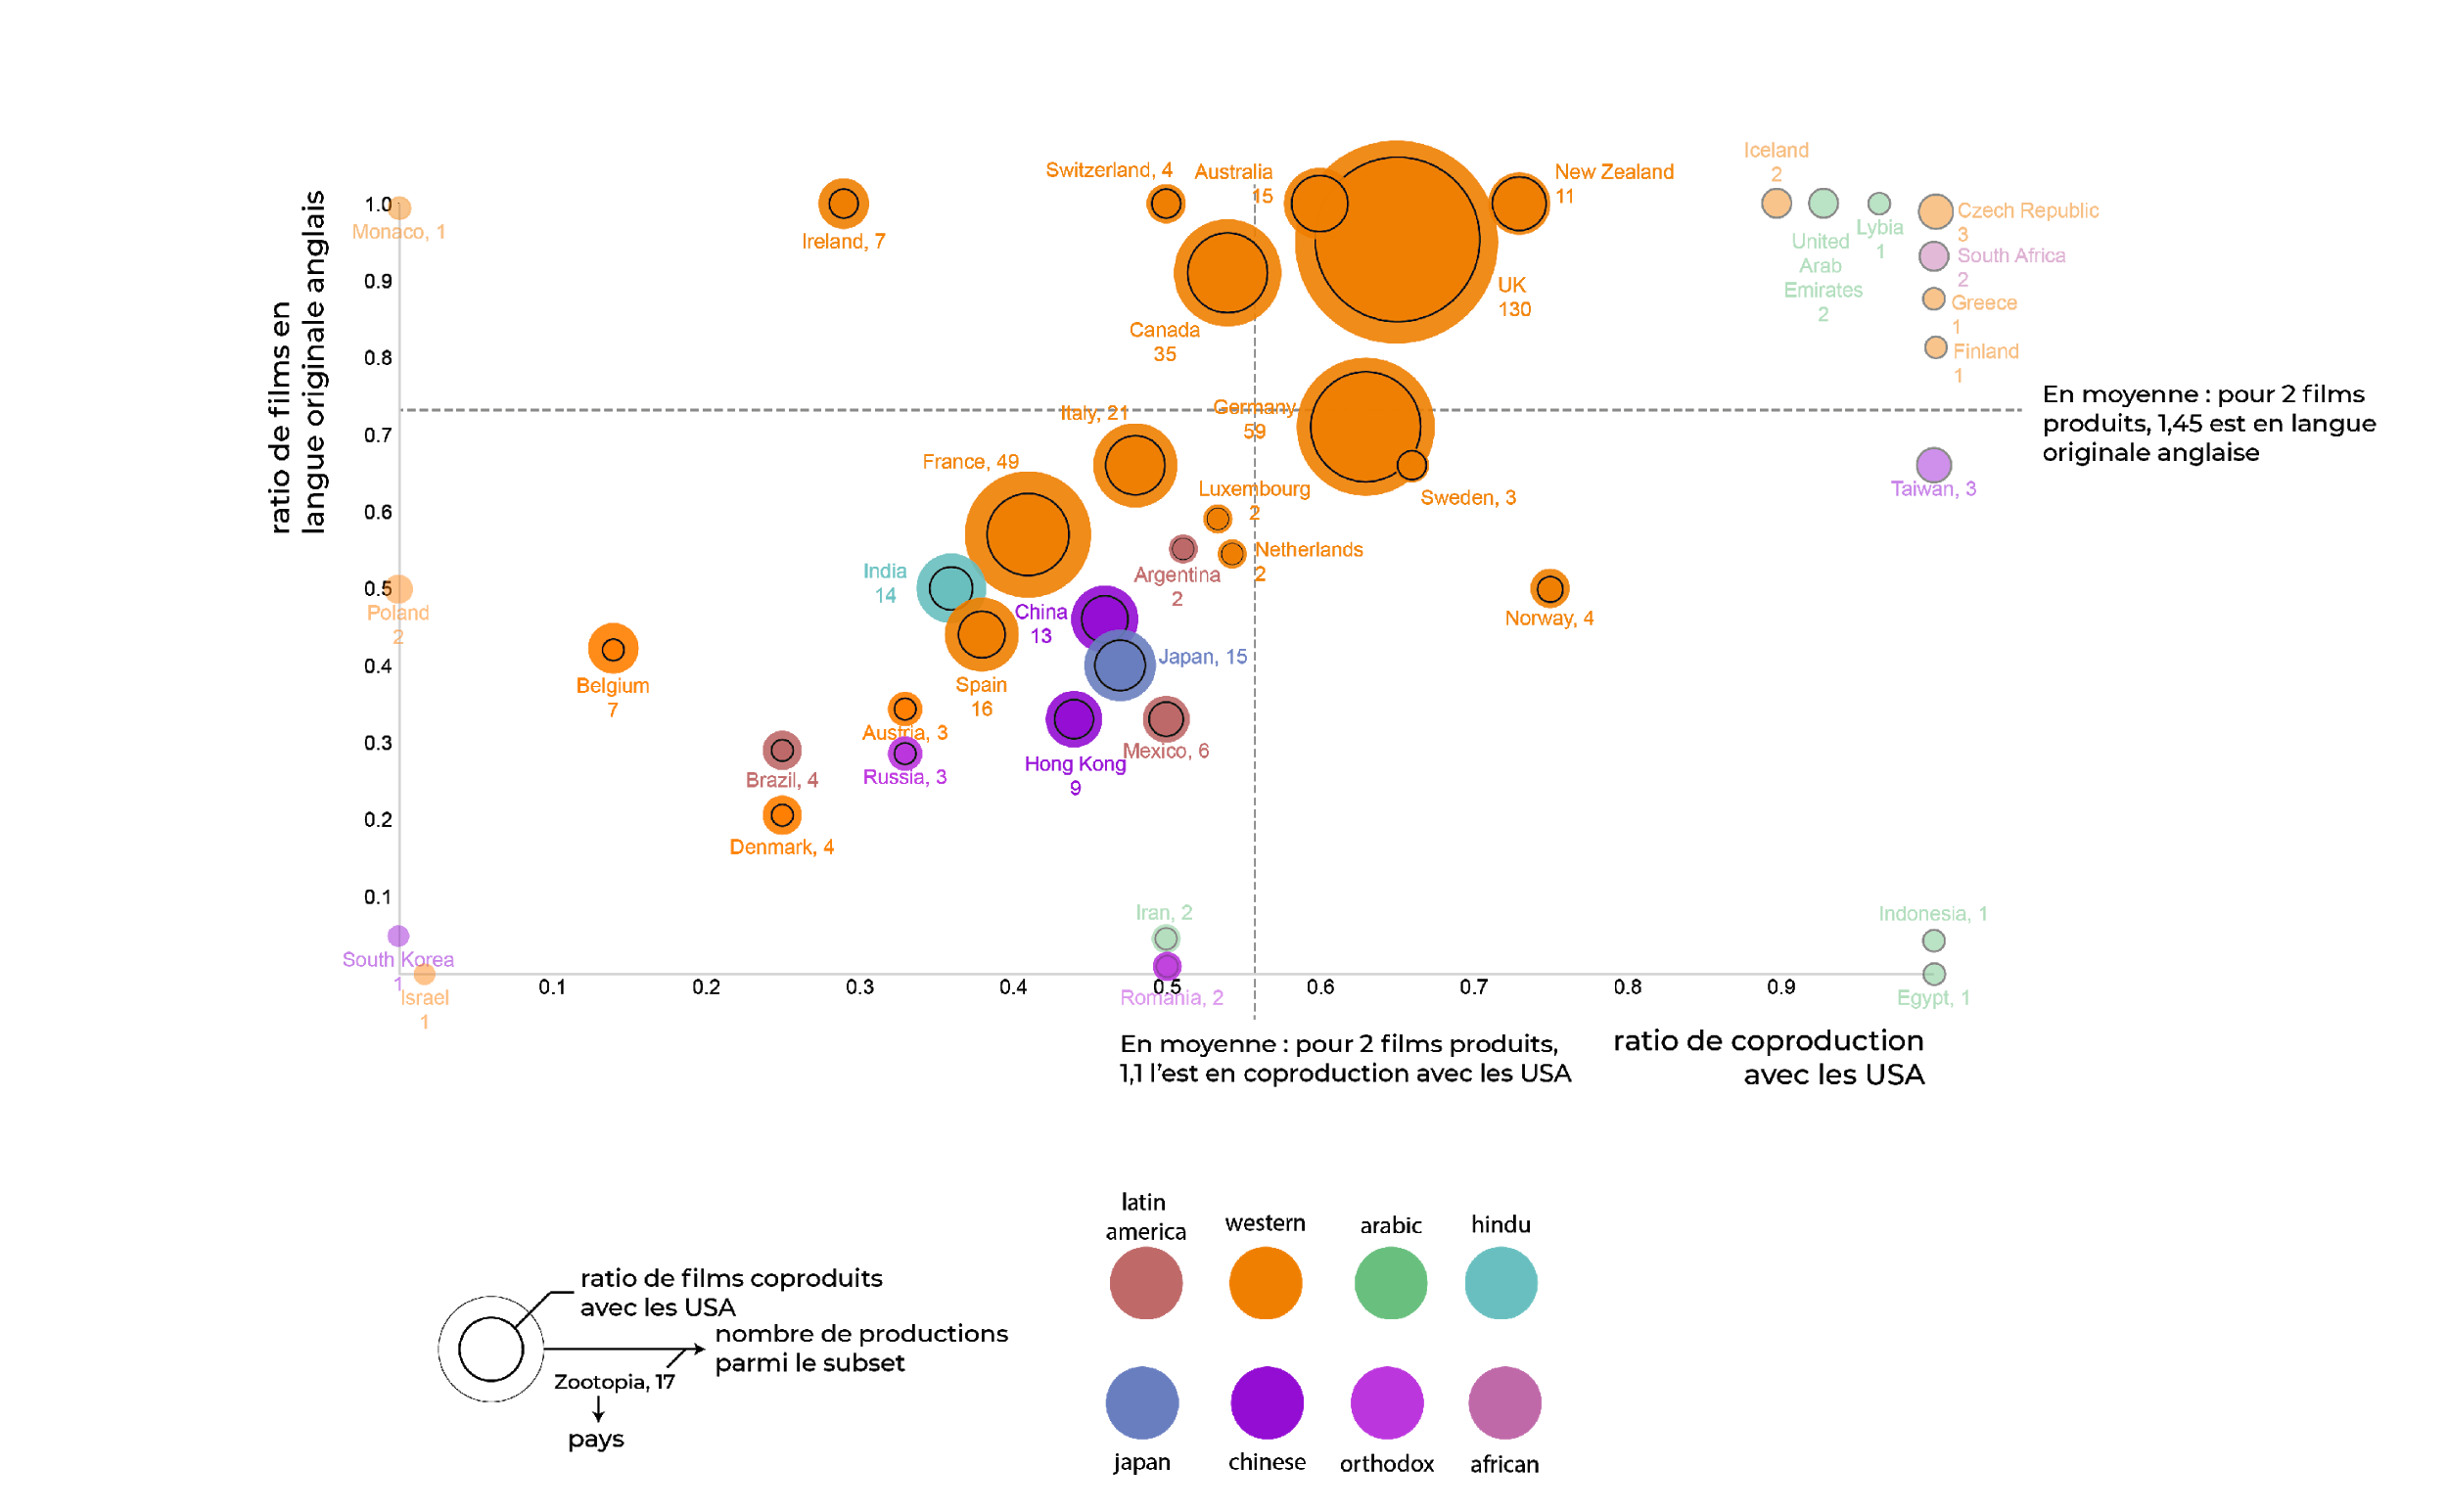 ratio de films en
langue originale anglais
1.0
0.9
0.8
0.7
0.6
0.5
0.4
0.3
0.2
0.1
Monaco, 1
Ireland, 7
Switzerland, 4
Australia
15
New Zealand
11
UK
130
Canada
35
Iceland
2
United
Arab
Emirates
2
Lybia
1
Czech Republic
3
South Africa
2
Greece
1
Finland
1
En moyenne : pour 2 films
produits, 1,45 est en langue
originale anglaise
Italy, 21
Germany
59
France, 49
Sweden, 3
Taiwan, 3
Luxembourg
2
Netherlands
2
Argentina
2
India
14
China
13
Norway, 4
Poland
2
Japan, 15
Belgium
7
Spain
16
Austria, 3
Russia, 3
Hong Kong
9
Mexico, 6
Brazil, 4
Denmark, 4
Iran, 2
Romania, 2
Indonesia, 1
Egypt, 1
South Korea
1
Israel
1
0.1
0.2
0.3
0.4
0.5
0.6
0.7
0.8
0.9
En moyenne : pour 2 films produits,
1,1 l’est en coproduction avec les USA
ratio de coproduction
avec les USA
ratio de films coproduits
avec les USA
nombre de productions
parmi le subset
Zootopia, 17
pays
latin
america
western
arabic
hindu
japan
chinese
orthodox
african